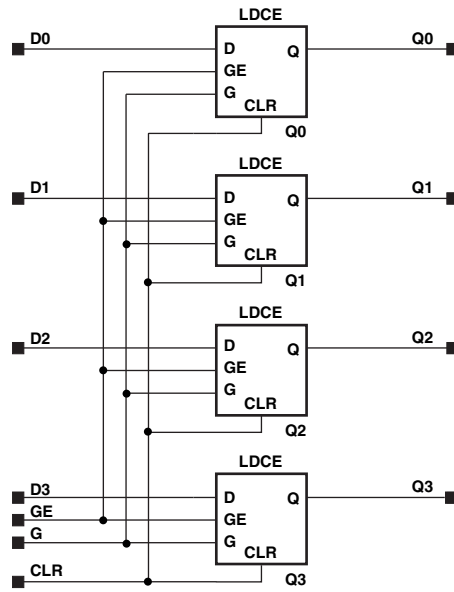 LDCE
D0 D Q Q0
GE
G
CLR
Q0
LDCE
D1 D Q Q1
GE
G
CLR
Q1
LDCE
D2 D Q Q2
GE
G
CLR
Q2
LDCE
D3 D Q Q3
GE GE
G G
CLR
CLR Q3